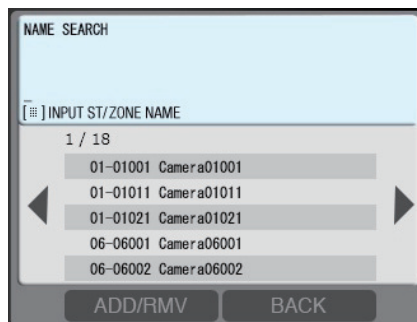 NAME SEARCH
[⠿] INPUT ST/ZONE NAME
1 / 18
01-01001 Camera01001
01-01011 Camera01011
01-01021 Camera01021
06-06001 Camera06001
06-06002 Camera06002
ADD/RMV BACK